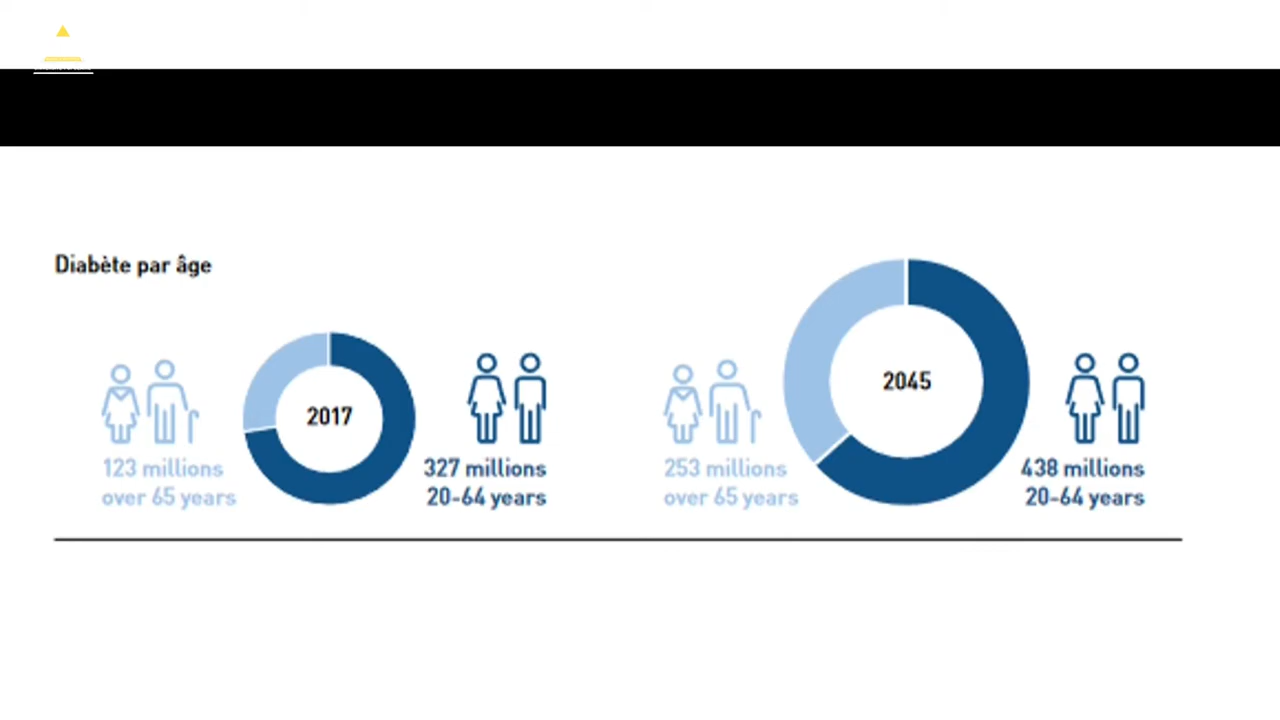 Diabète par âge
2017
123 millions
over 65 years
327 millions
20-64 years
2045
253 millions
over 65 years
438 millions
20-64 years